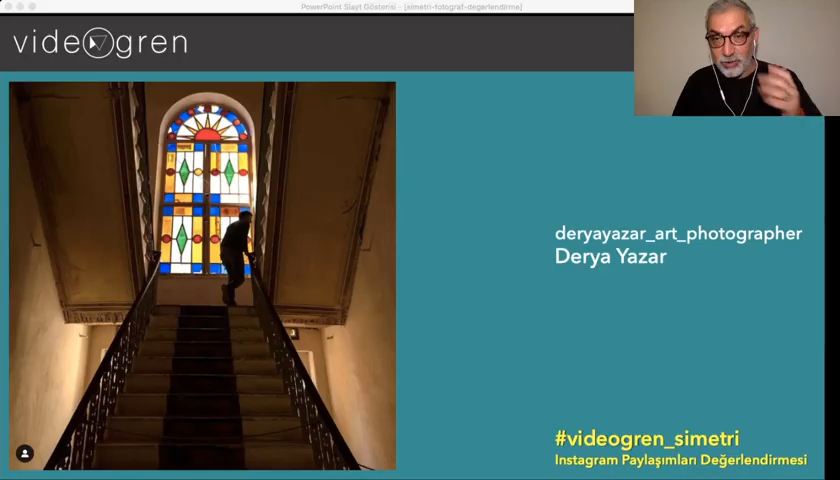 PowerPoint Slayt Gösterisi - [simetri-fotograf-degerlendirme]
videogren
deryayazar_art_photographer
Derya Yazar
#videogren_simetri
Instagram Paylaşımları Değerlendirmesi